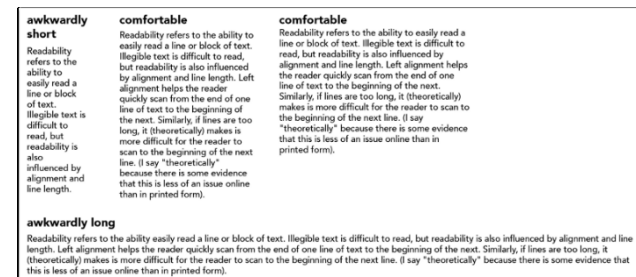 awkwardly
short
Readability
refers to the
ability to
easily read a
line or block
of text.
Illegible text is
difficult to
read, but
readability is
also
influenced by
alignment and
line length.
comfortable
Readability refers to the ability to
easily read a line or block of text.
Illegible text is difficult to read,
but readability is also influenced
by alignment and line length. Left
alignment helps the reader
quickly scan from the end of one
line of text to the beginning of
the next. Similarly, if lines are too
long, it (theoretically) makes is
more difficult for the reader to
scan to the beginning of the next
line. (I say "theoretically"
because there is some evidence
that this is less of an issue online
than in printed form).
comfortable
Readability refers to the ability to easily read a
line or block of text. Illegible text is difficult to
read, but readability is also influenced by
alignment and line length. Left alignment helps
the reader quickly scan from the end of one
line of text to the beginning of the next.
Similarly, if lines are too long, it (theoretically)
makes is more difficult for the reader to scan to
the beginning of the next line. (I say
"theoretically" because there is some evidence
that this is less of an issue online than in
printed form).
awkwardly long
Readability refers to the ability easily read a line or block of text. Illegible text is difficult to read, but readability is also influenced by alignment and line
length. Left alignment helps the reader quickly scan from the end of one line of text to the beginning of the next. Similarly, if lines are too long, it
(theoretically) makes is more difficult for the reader to scan to the beginning of the next line. (I say "theoretically" because there is some evidence that
this is less of an issue online than in printed form).